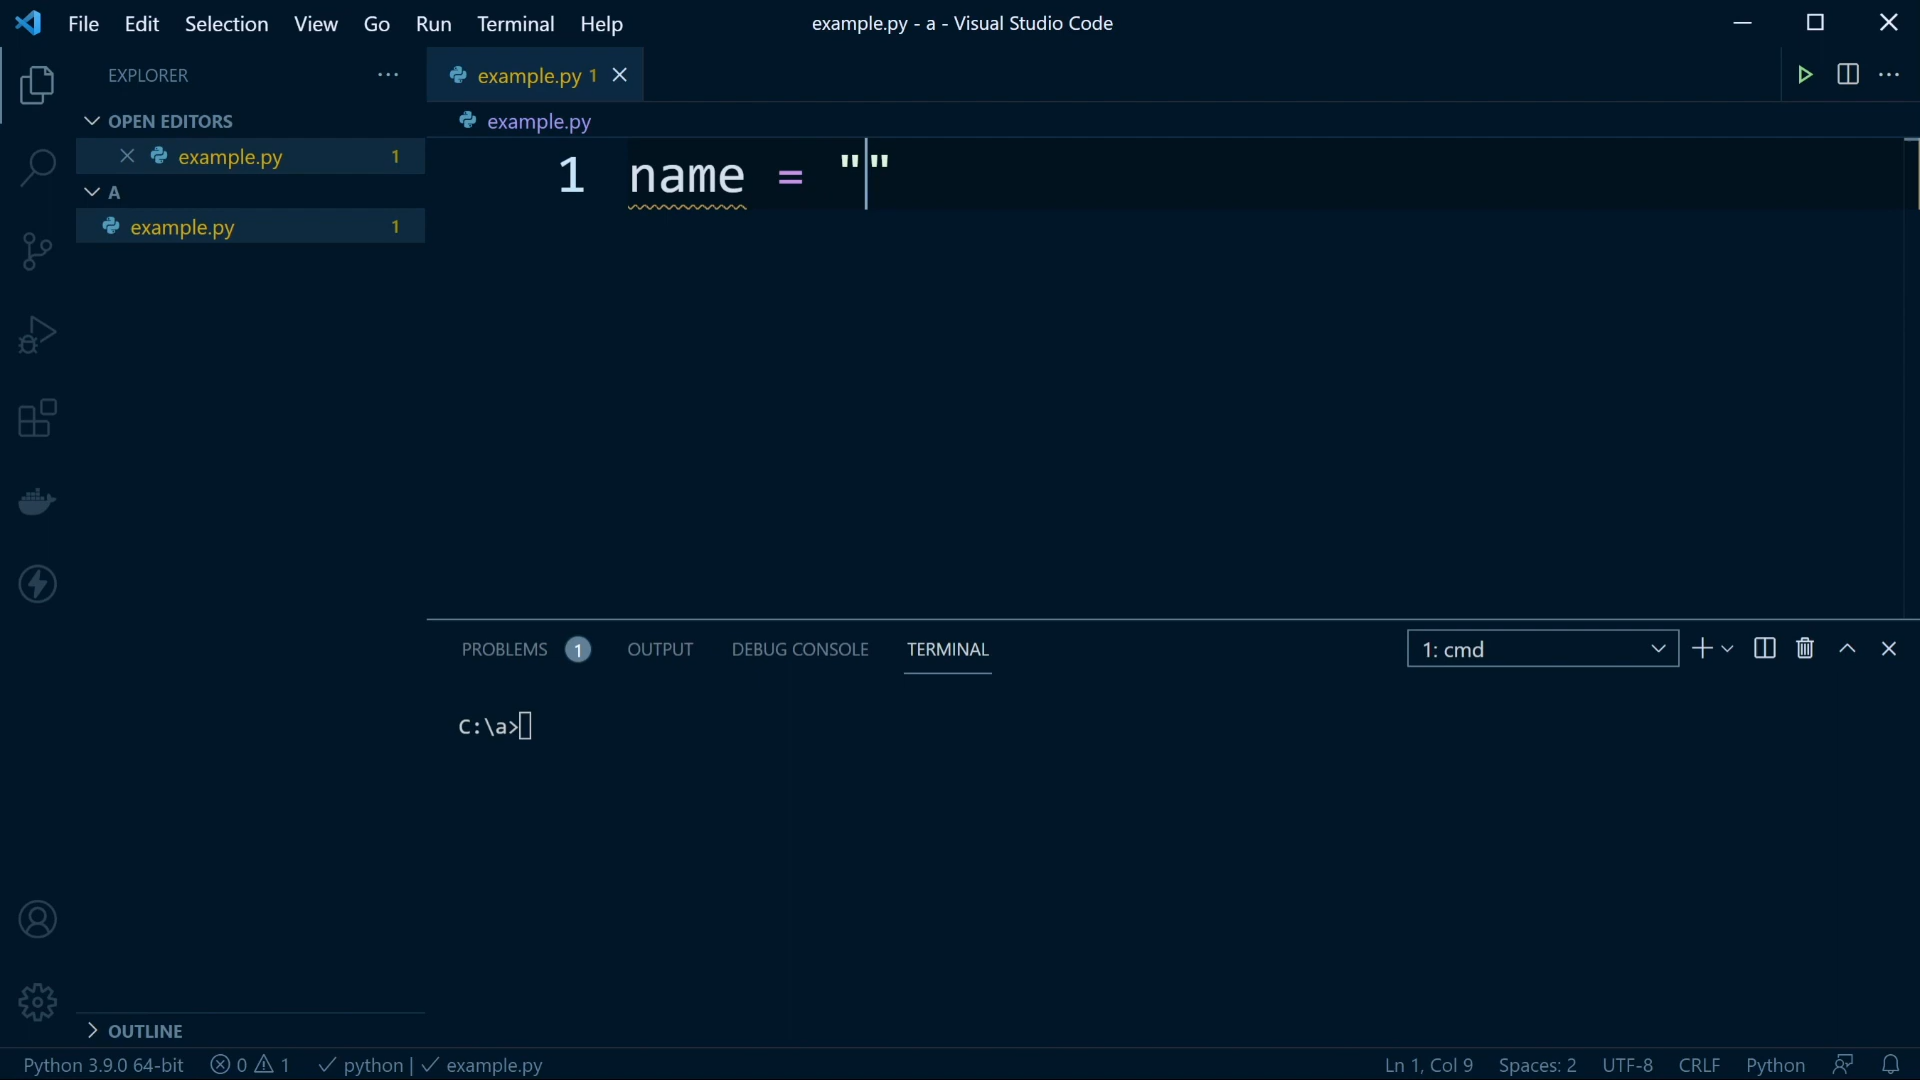 File Edit Selection View Go Run Terminal Help
example.py - a - Visual Studio Code
EXPLORER
example.py 1
OPEN EDITORS
example.py
example.py 1
1 name = ""
A
example.py 1
PROBLEMS 1 OUTPUT DEBUG CONSOLE TERMINAL
1: cmd
C:\a>
OUTLINE
Python 3.9.0 64-bit 0 1 python | example.py
Ln 1, Col 9 Spaces: 2 UTF-8 CRLF Python